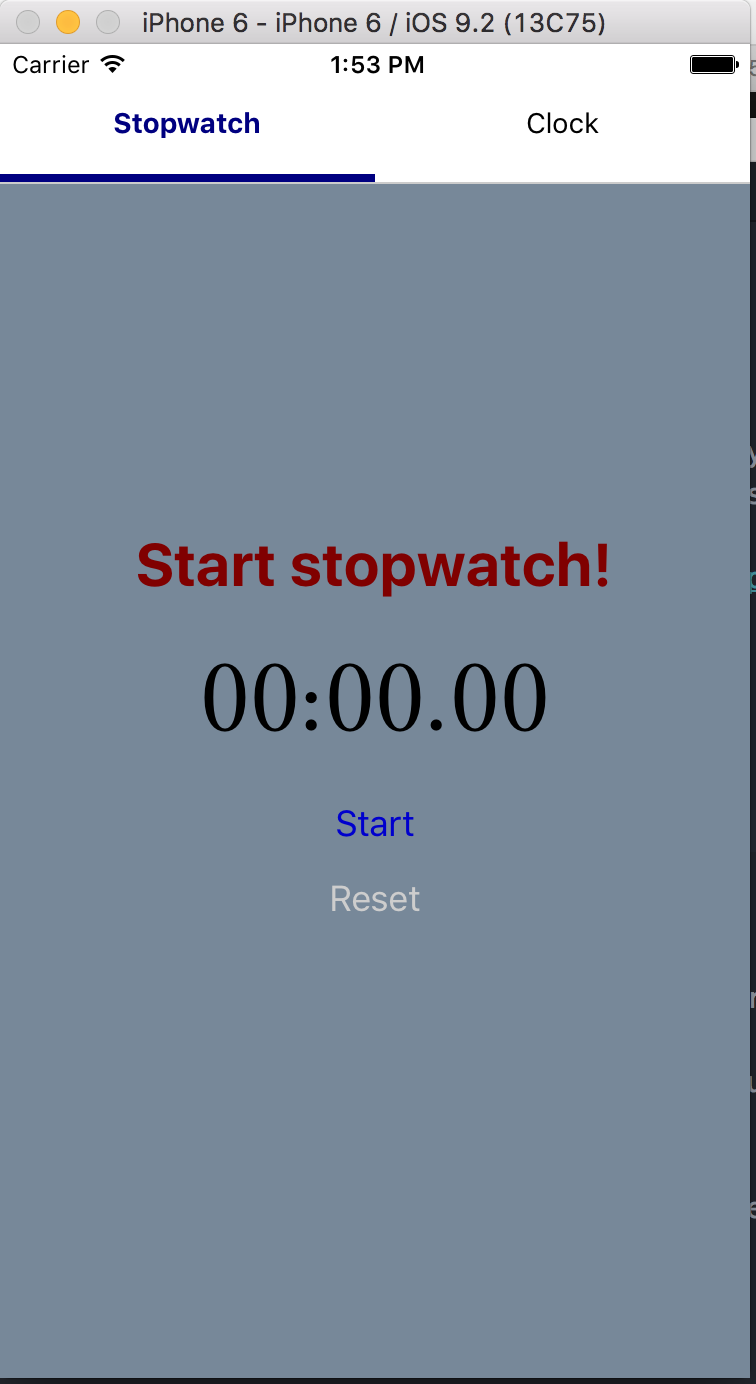 iPhone 6 - iPhone 6 / iOS 9.2 (13C75)
Carrier 1:53 PM
Stopwatch Clock
Start stopwatch!
00:00.00
Start
Reset